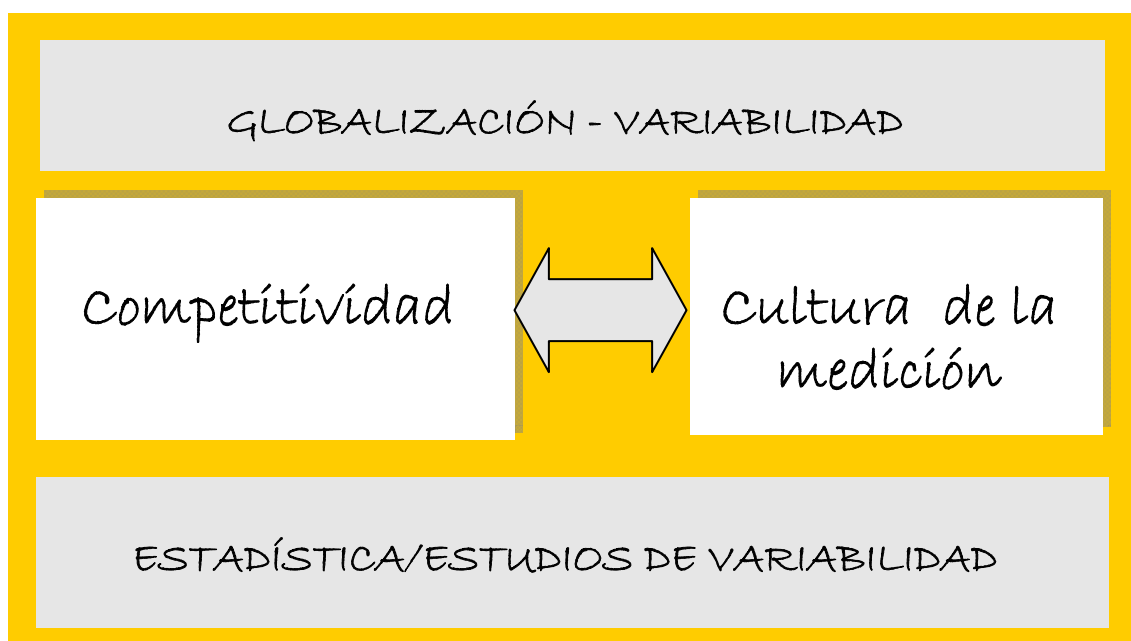 GLOBALIZACIÓN - VARIABILIDAD
Competitividad
Cultura de la
medición
ESTADÍSTICA/ESTUDIOS DE VARIABILIDAD